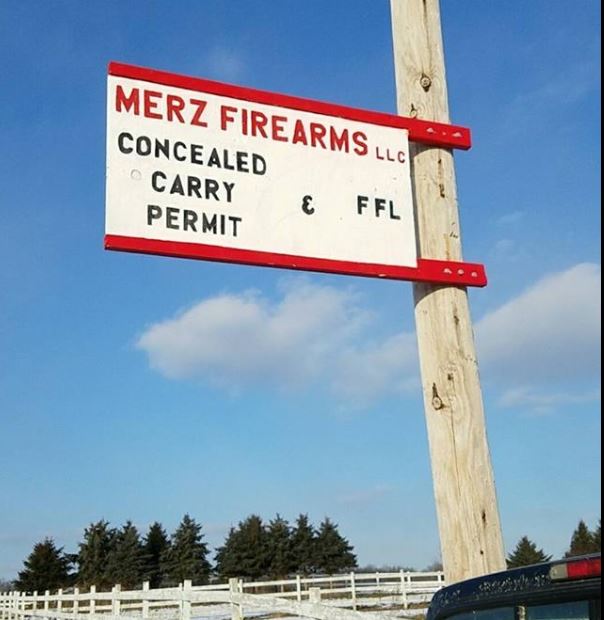 MERZ FIREARMS LLC
CONCEALED
CARRY
PERMIT
& FFL